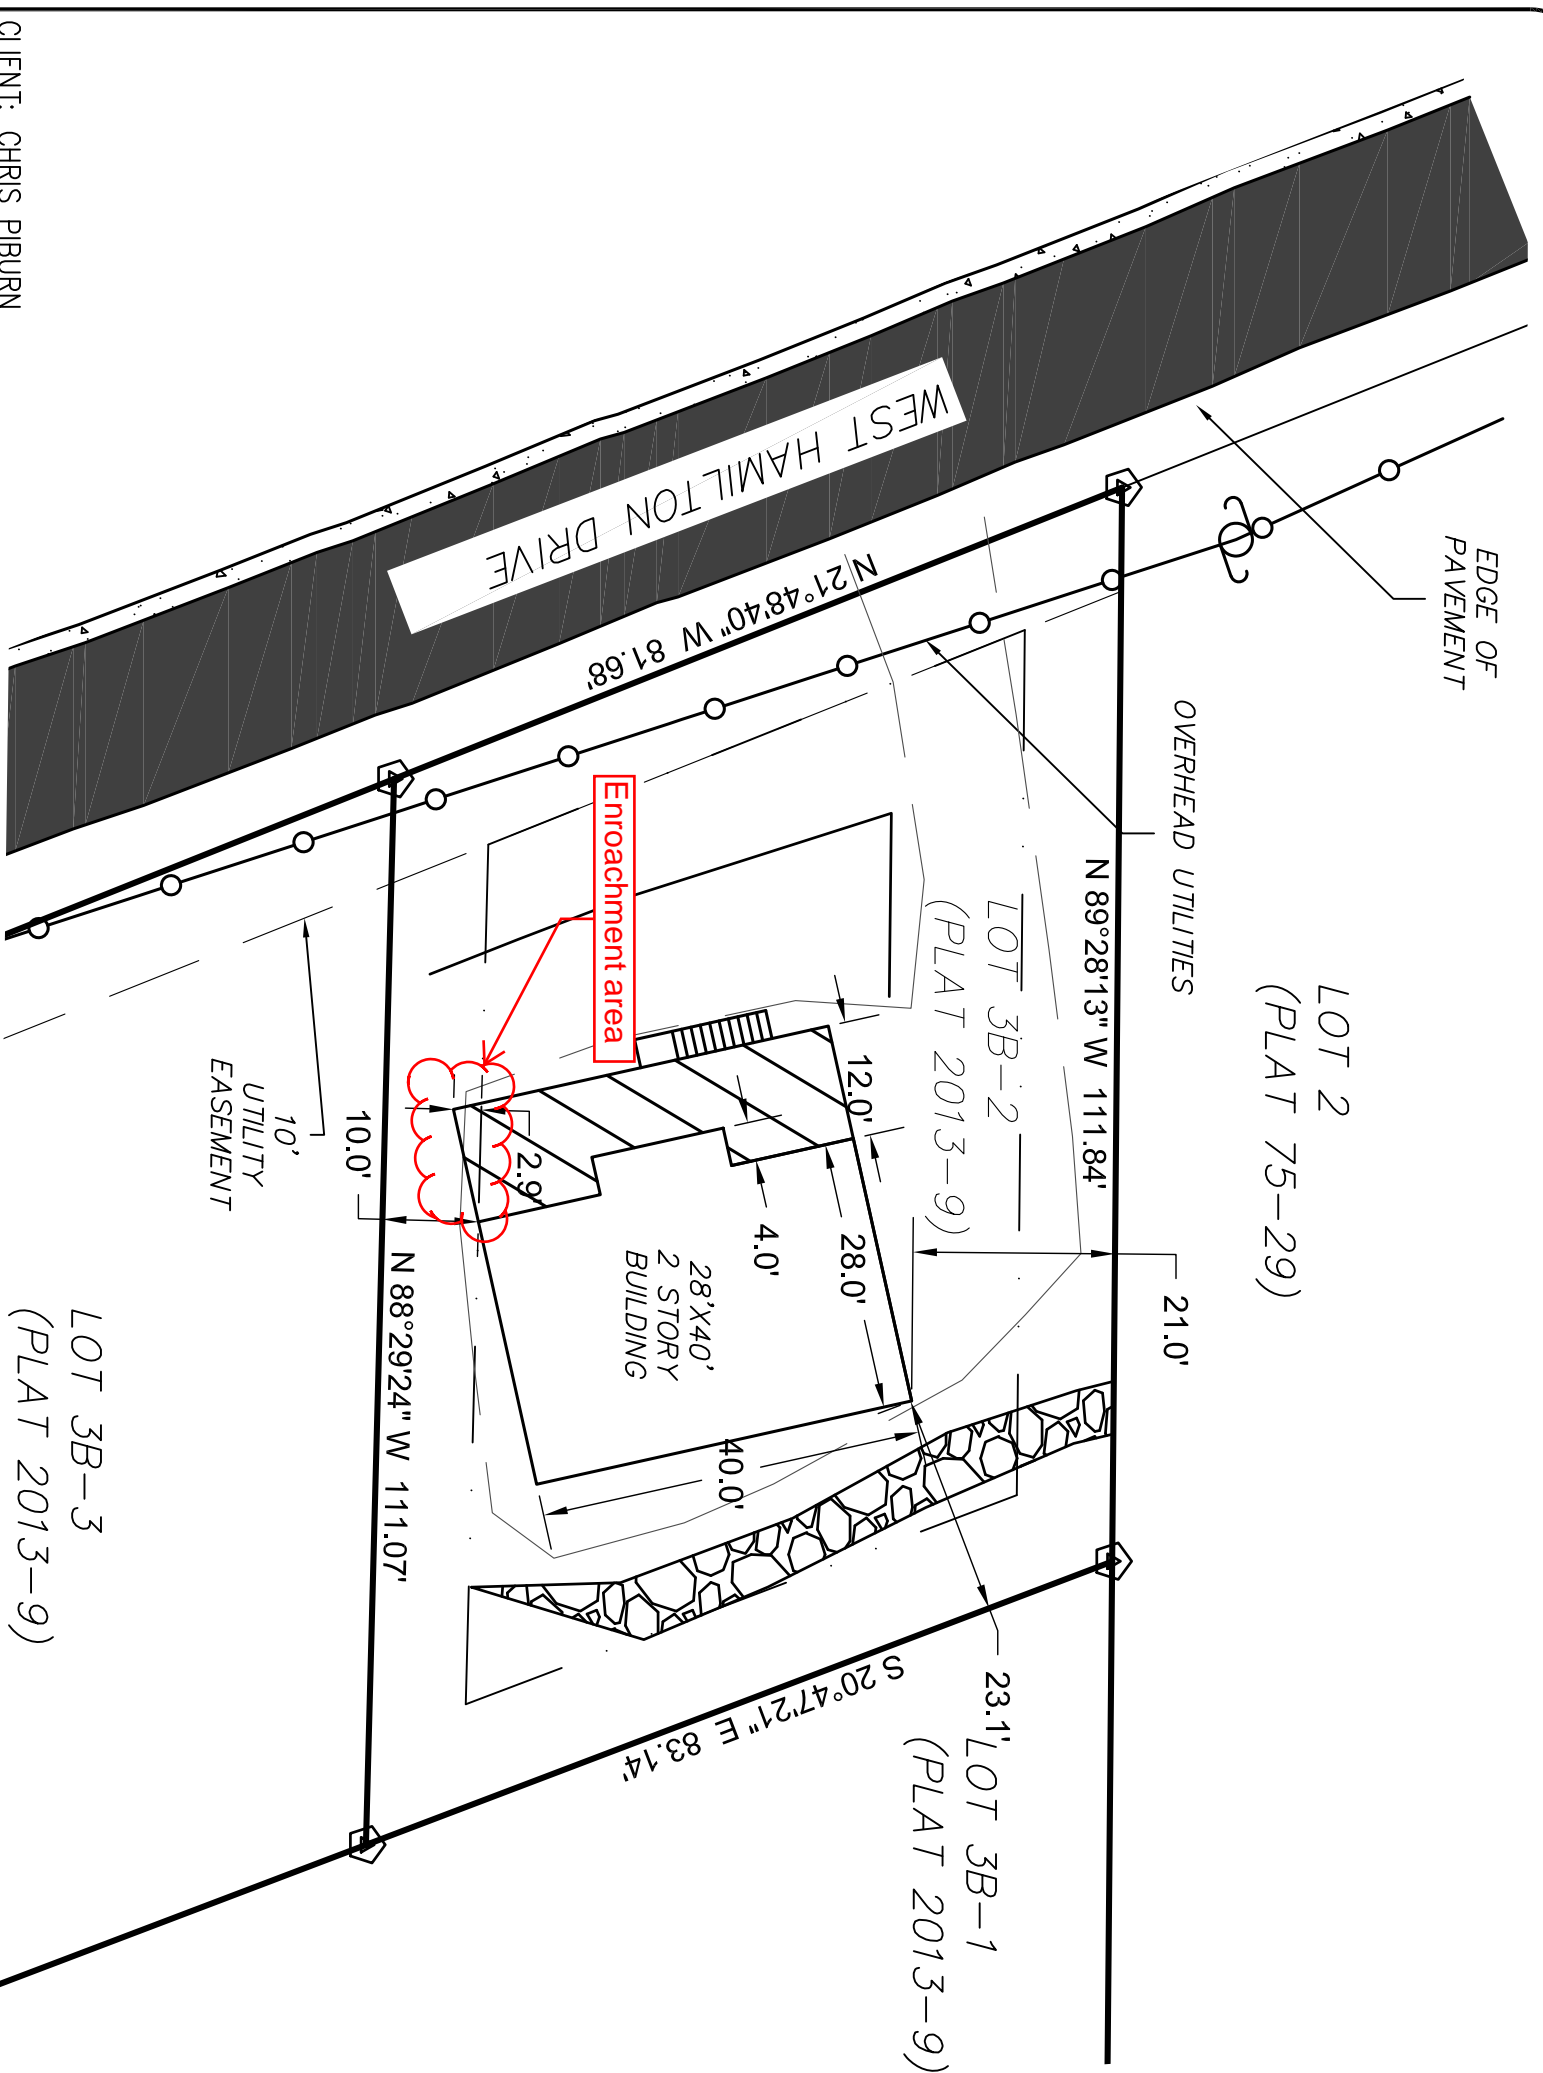 EDGE OF
PAVEMENT
LOT 2
(PLAT 75-29)
OVERHEAD UTILITIES
N 89°28'13" W 111.84'
21.0'
WEST HAMILTON DRIVE
N 21°48'40" W 81.68'
LOT 3B-2
(PLAT 2013-9)
12.0'
28.0'
4.0'
28'X40'
2 STORY
BUILDING
40.0'
23.1'
LOT 3B-1
(PLAT 2013-9)
S 20°47'21" E 83.14'
Enroachment area
2.9'
10.0'
N 88°29'24" W 111.07'
10'
UTILITY
EASEMENT
LOT 3B-3
(PLAT 2013-9)
CLIENT: CHRIS PIBURN